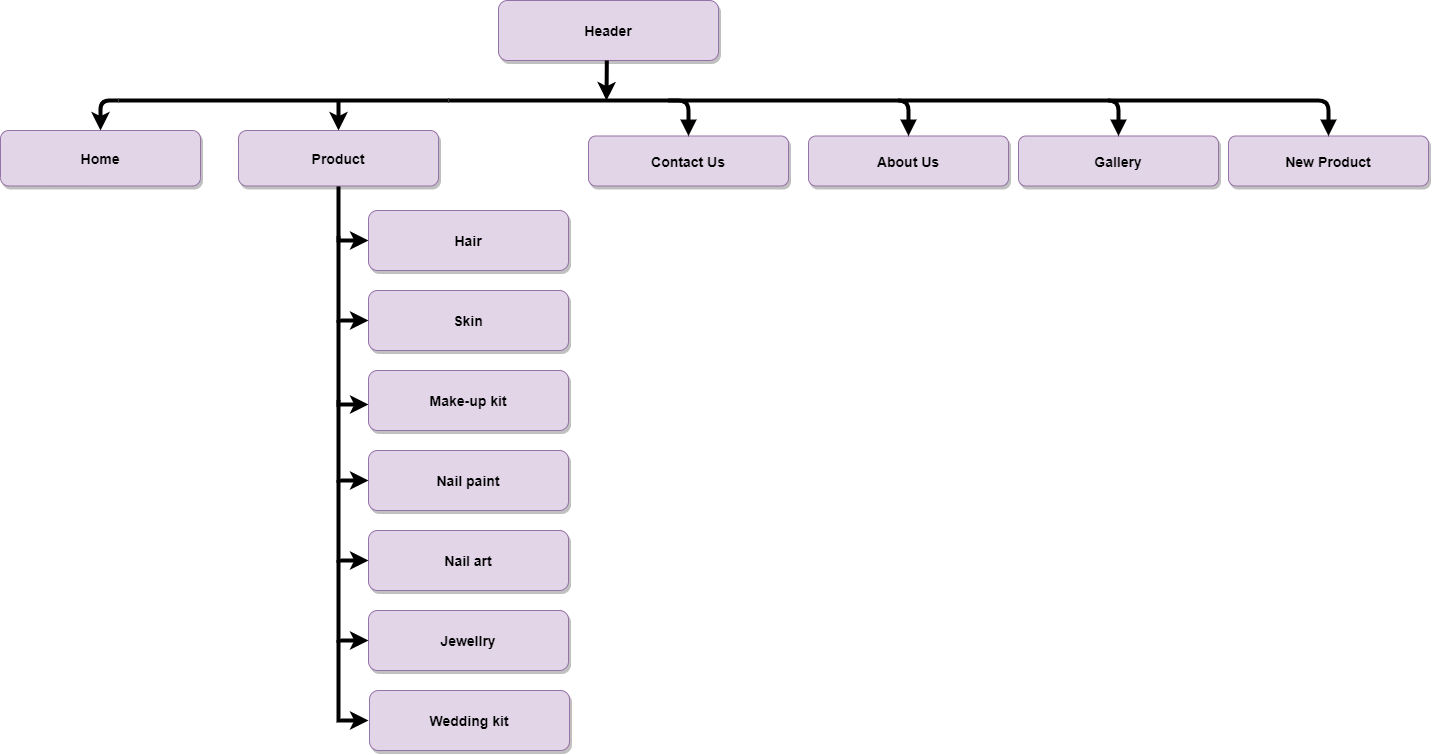 Header
Home
Product
Contact Us
About Us
Gallery
New Product
Hair
Skin
Make-up kit
Nail paint
Nail art
Jewellry
Wedding kit